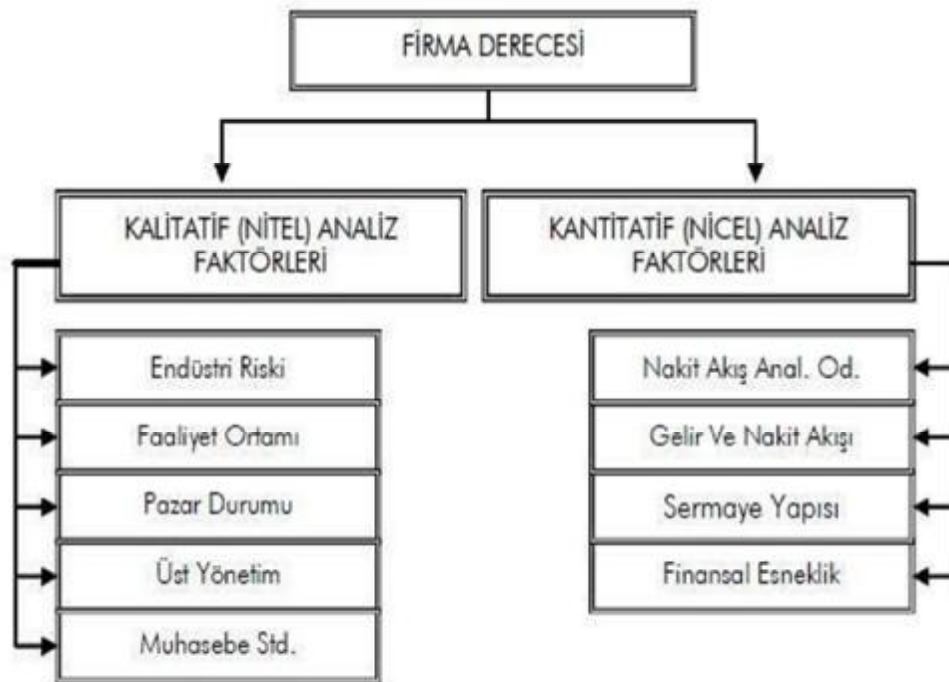 FİRMA DERECESİ
KALİTATİF (NİTEL) ANALİZ
FAKTÖRLERİ
Endüstri Riski
Faaliyet Ortamı
Pazar Durumu
Üst Yönetim
Muhasebe Std.
KANTİTATİF (NİCEL) ANALİZ
FAKTÖRLERİ
Nakit Akış Anal. Od.
Gelir Ve Nakit Akışı
Sermaye Yapısı
Finansal Esneklik